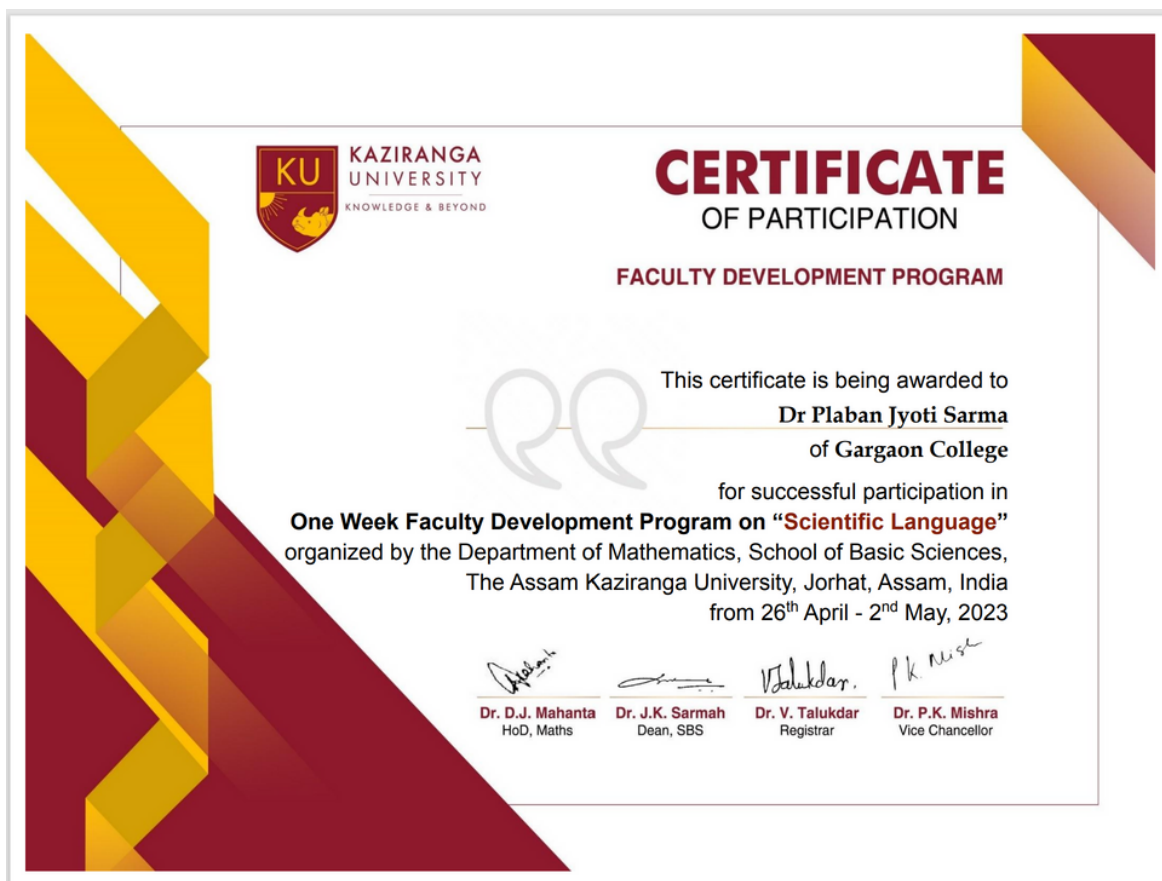 KU
KAZIRANGA
UNIVERSITY
KNOWLEDGE & BEYOND
CERTIFICATE
OF PARTICIPATION
FACULTY DEVELOPMENT PROGRAM
This certificate is being awarded to
Dr Plaban Jyoti Sarma
of Gargaon College
for successful participation in
One Week Faculty Development Program on “Scientific Language”
organized by the Department of Mathematics, School of Basic Sciences,
The Assam Kaziranga University, Jorhat, Assam, India
from 26th April - 2nd May, 2023
V Talukdar.
Dr. D.J. Mahanta
HoD, Maths
Dr. J.K. Sarmah
Dean, SBS
Dr. V. Talukdar
Registrar
Dr. P.K. Mishra
Vice Chancellor